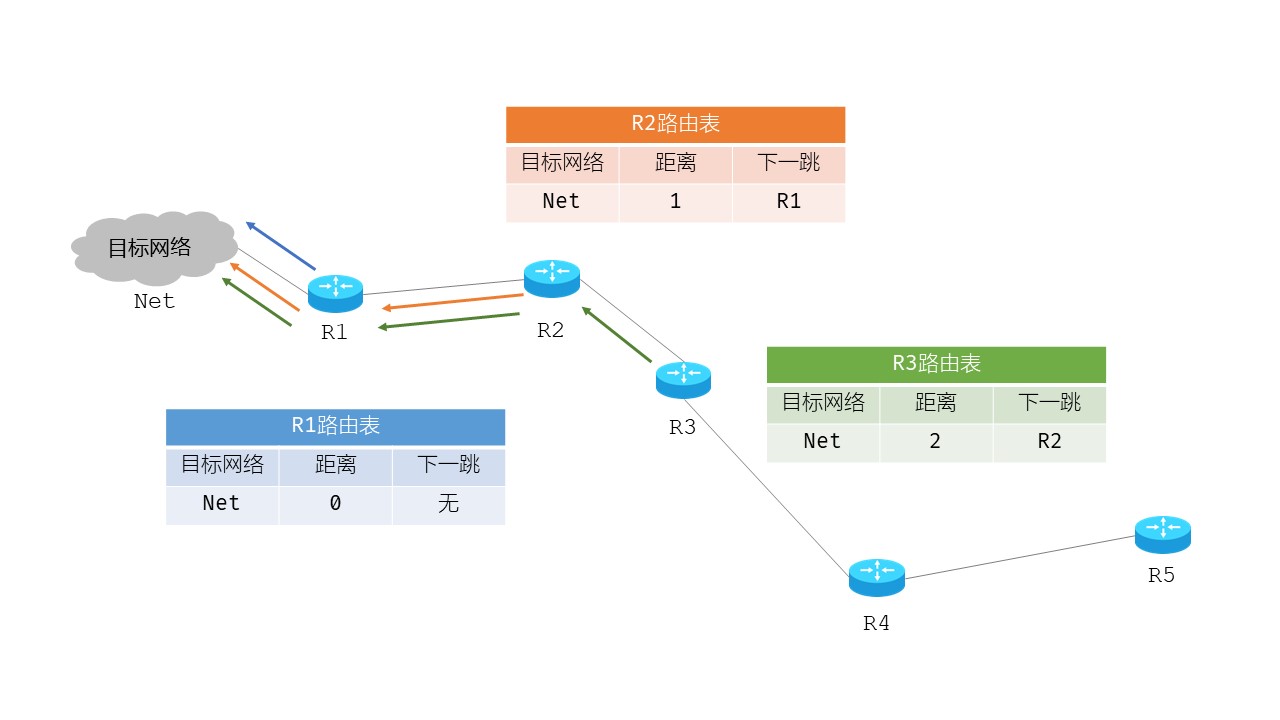 R2路由表
目标网络 距离 下一跳
Net 1 R1
目标网络
Net
R1
R2
R3路由表
目标网络 距离 下一跳
Net 2 R2
R3
R1路由表
目标网络 距离 下一跳
Net 0 无
R5
R4